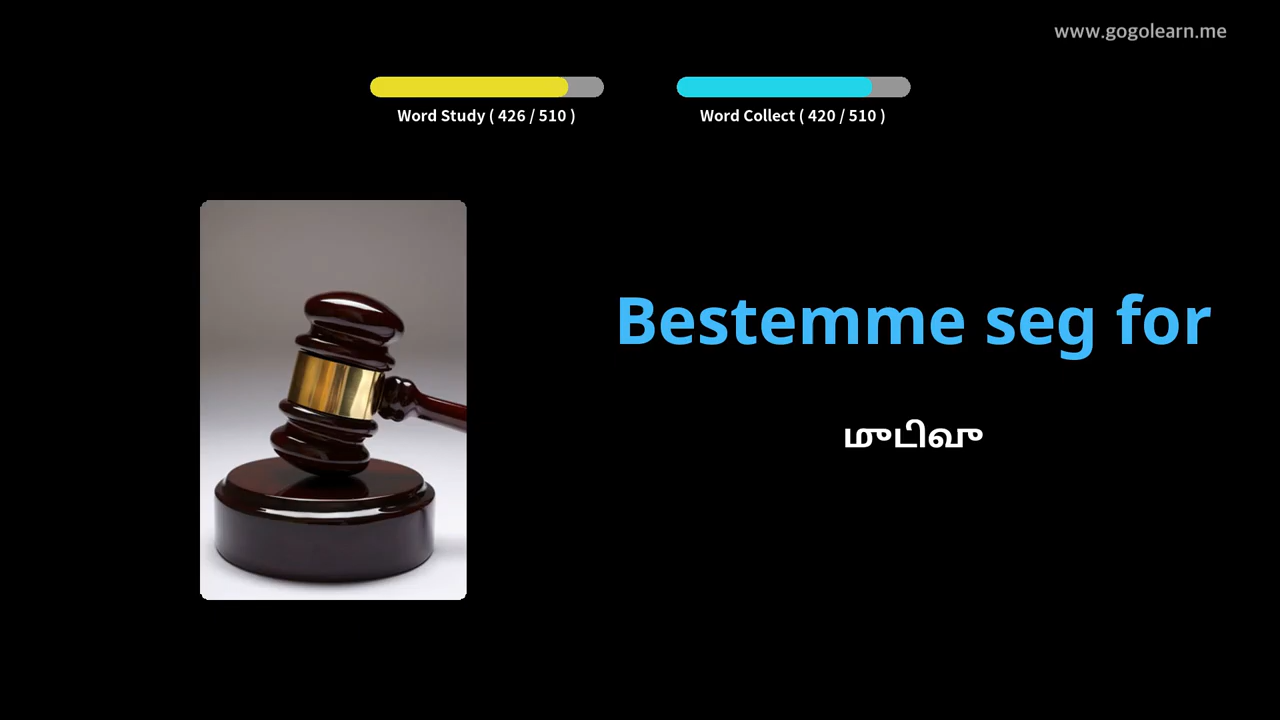 www.gogolearn.me
Word Study ( 426 / 510 )
Word Collect ( 420 / 510 )
Bestemme seg for
முடிவு